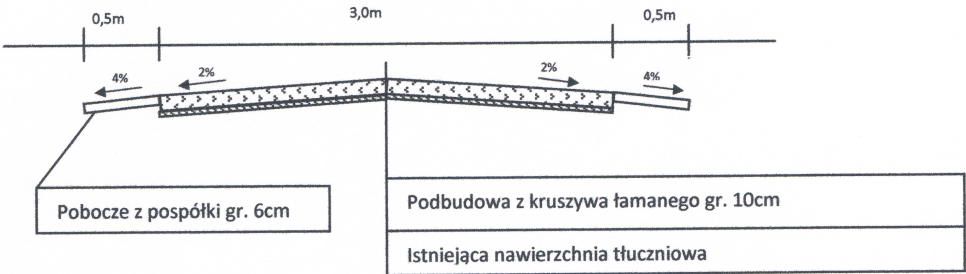 0,5m 3,0m 0,5m
4% 2% 2% 4%
Pobocze z pospółki gr. 6cm
Podbudowa z kruszywa łamanego gr. 10cm
Istniejąca nawierzchnia tłuczniowa